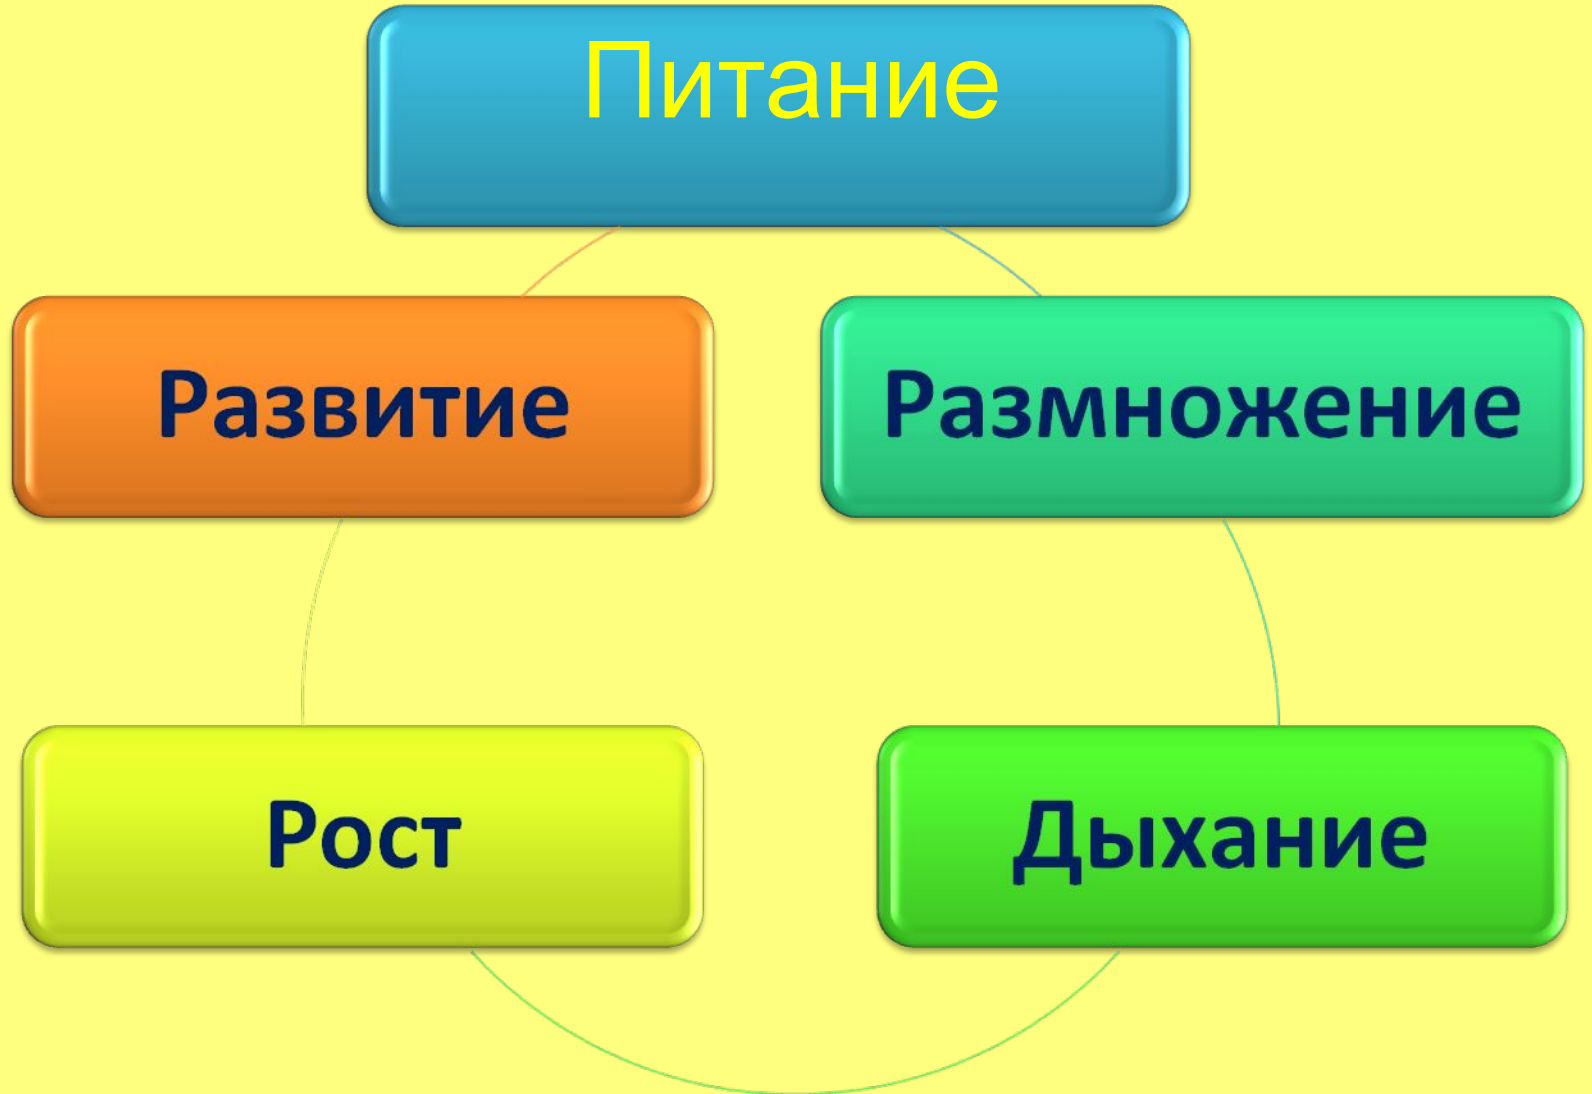 Питание
Развитие
Размножение
Рост
Дыхание